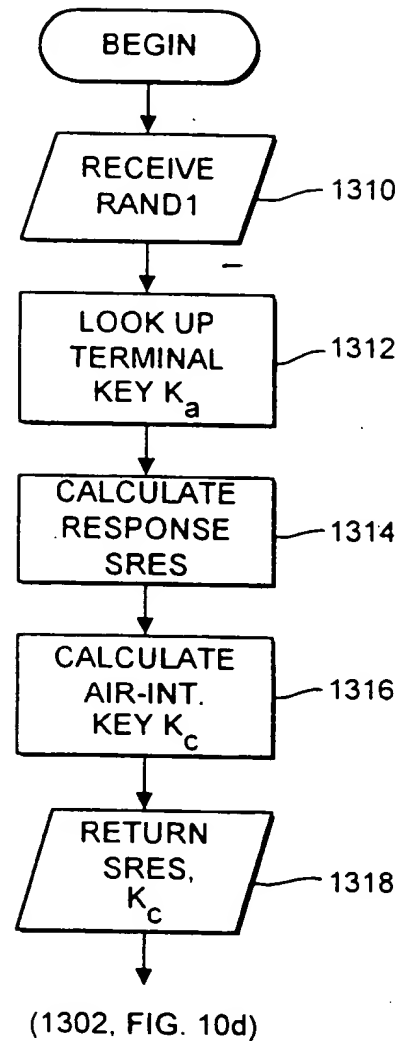 BEGIN
RECEIVE
RAND1
1310
LOOK UP
TERMINAL
KEY Ka
1312
CALCULATE
RESPONSE
SRES
1314
CALCULATE
AIR-INT.
KEY Kc
1316
RETURN
SRES,
Kc
1318
(1302, FIG. 10d)